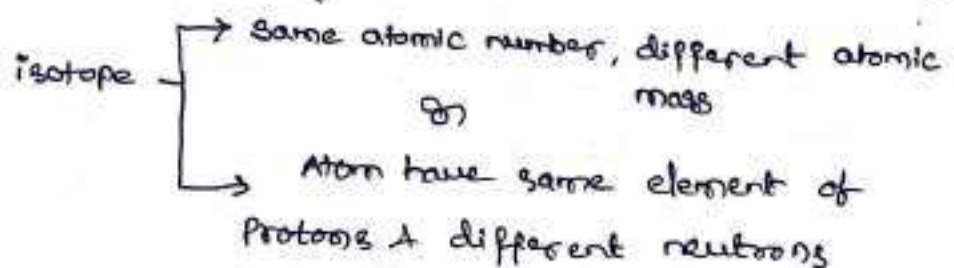 isotope → same atomic number, different atomic
mass
or
→ Atom have same element of
Protons & different neutrons